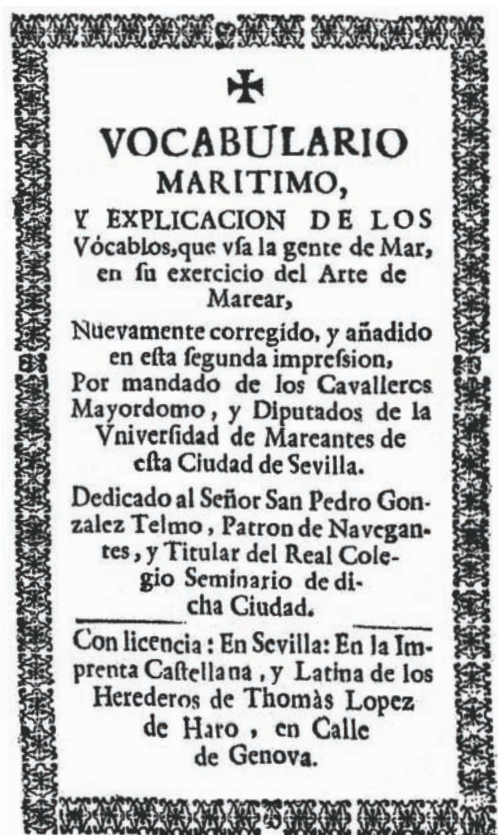 ✠
VOCABULARIO
MARITIMO,
Y EXPLICACION DE LOS
Vócablos,que vſa la gente de Mar,
en ſu exercicio del Arte de
Marear,
Nuevamente corregido, y añadido
en eſta ſegunda impreſsion,
Por mandado de los Cavalleros
Mayordomo, y Diputados de la
Vniverſidad de Mareantes de
eſta Ciudad de Sevilla.
Dedicado al Señor San Pedro Gon-
zalez Telmo, Patron de Navegan-
tes, y Titular del Real Cole-
gio Seminario de di-
cha Ciudad.
Con licencia: En Sevilla: En la Im-
prenta Caſtellana, y Latina de los
Herederos de Thomàs Lopez
de Haro, en Calle
de Genova.